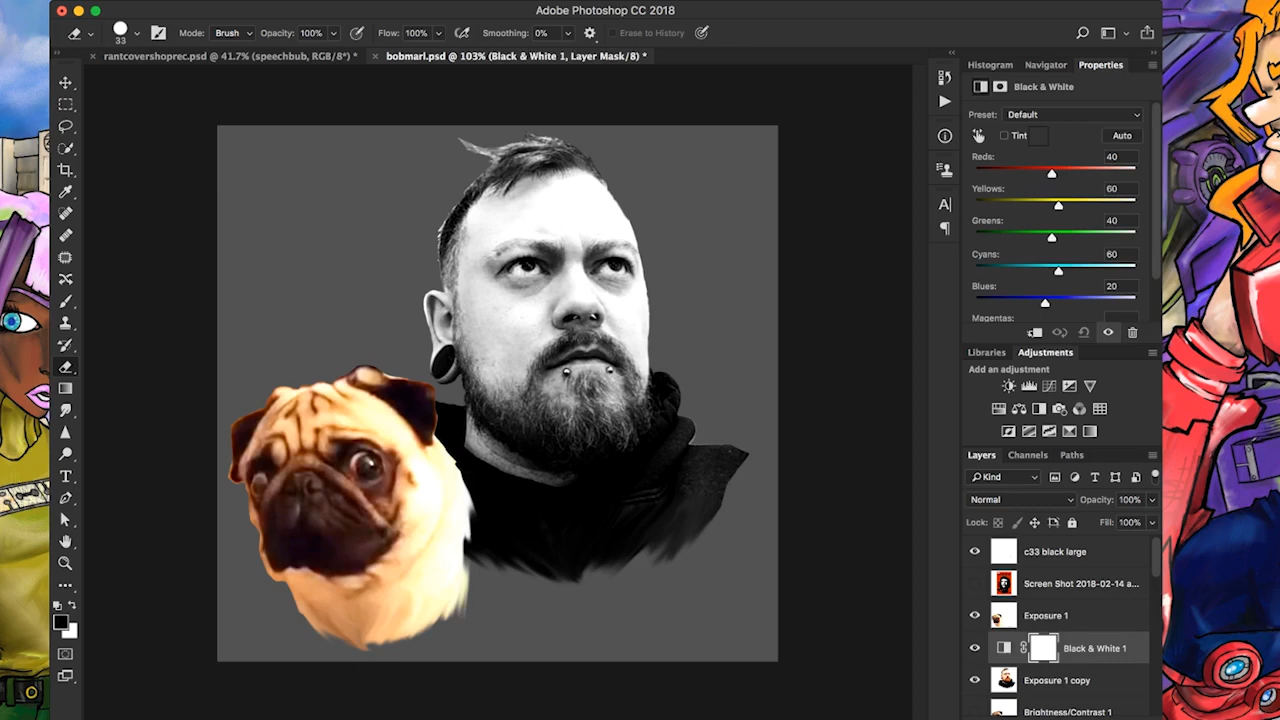 Adobe Photoshop CC 2018
33 Mode: Brush Opacity: 100% Flow: 100% Smoothing: 0% Erase to History
rantcovershoprec.psd @ 41.7% (speechbub, RGB/8*) * bobmarl.psd @ 103% (Black & White 1, Layer Mask/8) *
Histogram Navigator Properties
Black & White
Preset: Default
Tint Auto
Reds: 40
Yellows: 60
Greens: 40
Cyans: 60
Blues: 20
Magentas:
Libraries Adjustments
Add an adjustment
Layers Channels Paths
Kind
Normal Opacity: 100%
Lock: Fill: 100%
c33 black large
Screen Shot 2018-02-14 a...
Exposure 1
Black & White 1
Exposure 1 copy
Brightness/Contrast 1